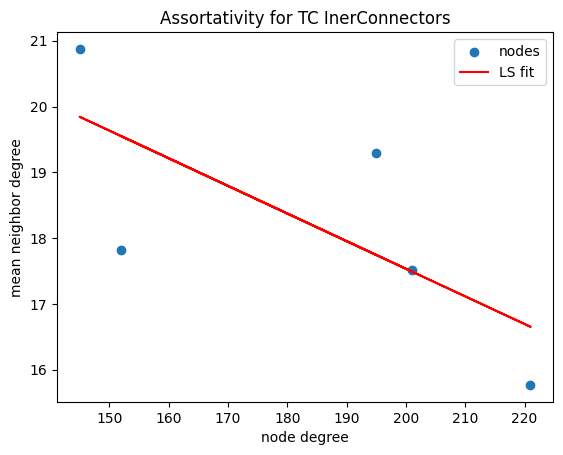 Assortativity for TC InerConnectors
nodes
LS fit
mean neighbor degree
21
20
19
18
17
16
150
160
170
180
190
200
210
220
node degree